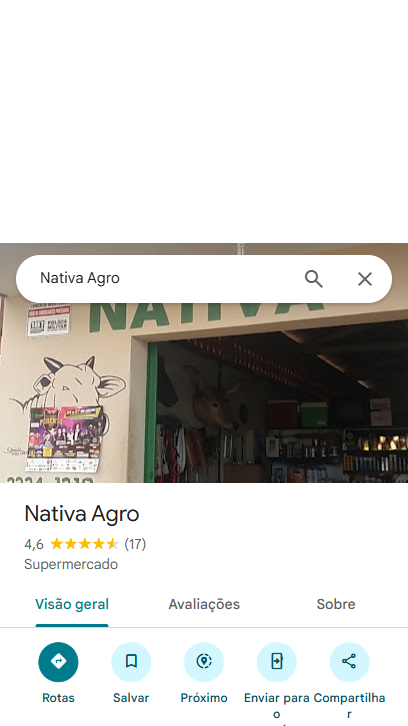 Nativa Agro
NATIVA
Nativa Agro
4,6 (17)
Supermercado
Visão geral Avaliações Sobre
Rotas Salvar Próximo Enviar para o Compartilhar